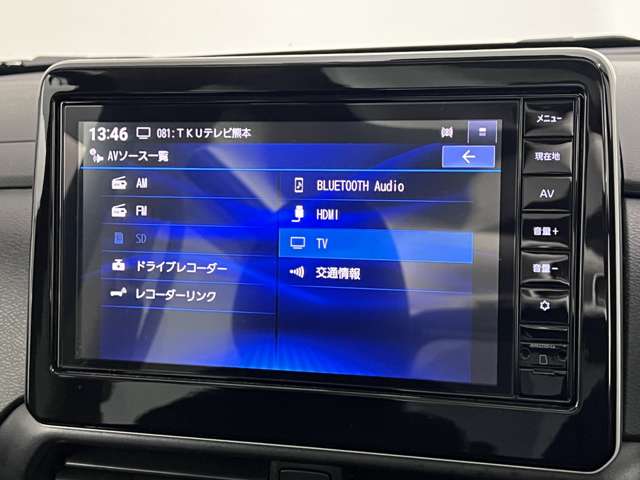 13:46 081:TKUテレビ熊本
AVソース一覧
AM
FM
SD
ドライブレコーダー
レコーダーリンク
BLUETOOTH Audio
HDMI
TV
交通情報
メニュー
現在地
AV
音量+
音量-